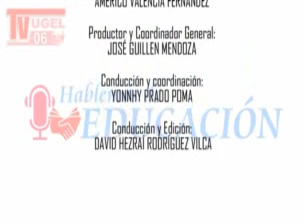 AMÉRICO VALENCIA FERNÁNDEZ
TV UGEL 06
Productor y Coordinador General:
JOSÉ GUILLEN MENDOZA
Conducción y coordinación:
YONNHY PRADO POMA
Hablemos
EDUCACIÓN
Conducción y Edición:
DAVID HEZRAÍ RODRÍGUEZ VILCA